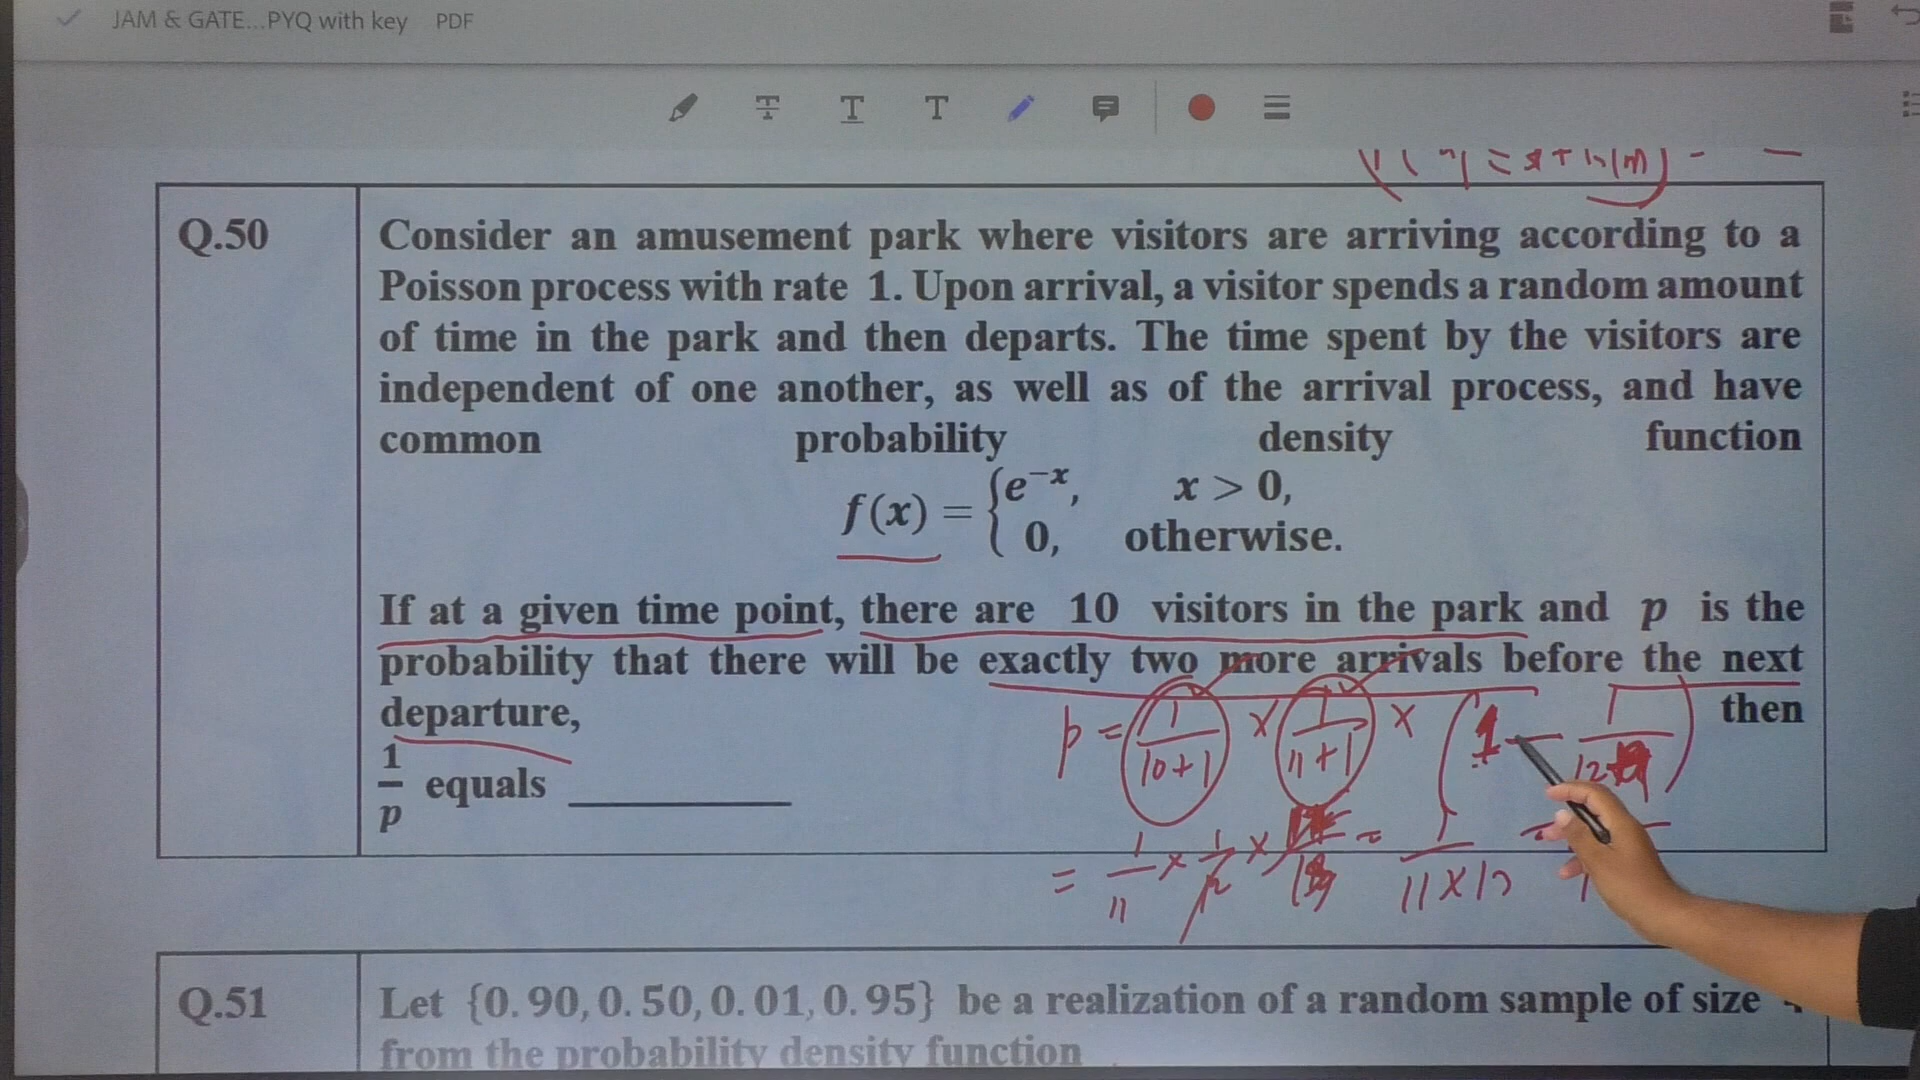 JAM & GATE...PYQ with key PDF
Q.50
Consider an amusement park where visitors are arriving according to a
Poisson process with rate 1. Upon arrival, a visitor spends a random amount
of time in the park and then departs. The time spent by the visitors are
independent of one another, as well as of the arrival process, and have
common probability density function
f(x) = { e^{-x}, x > 0,
0, otherwise.
If at a given time point, there are 10 visitors in the park and p is the
probability that there will be exactly two more arrivals before the next
departure, then
1/p equals ________
p = 1/(10+1) × 1/(11+1) × (1 - 1/12
= 1/11 × 1/12 ×
Q.51
Let {0.90, 0.50, 0.01, 0.95} be a realization of a random sample of size
from the probability density function